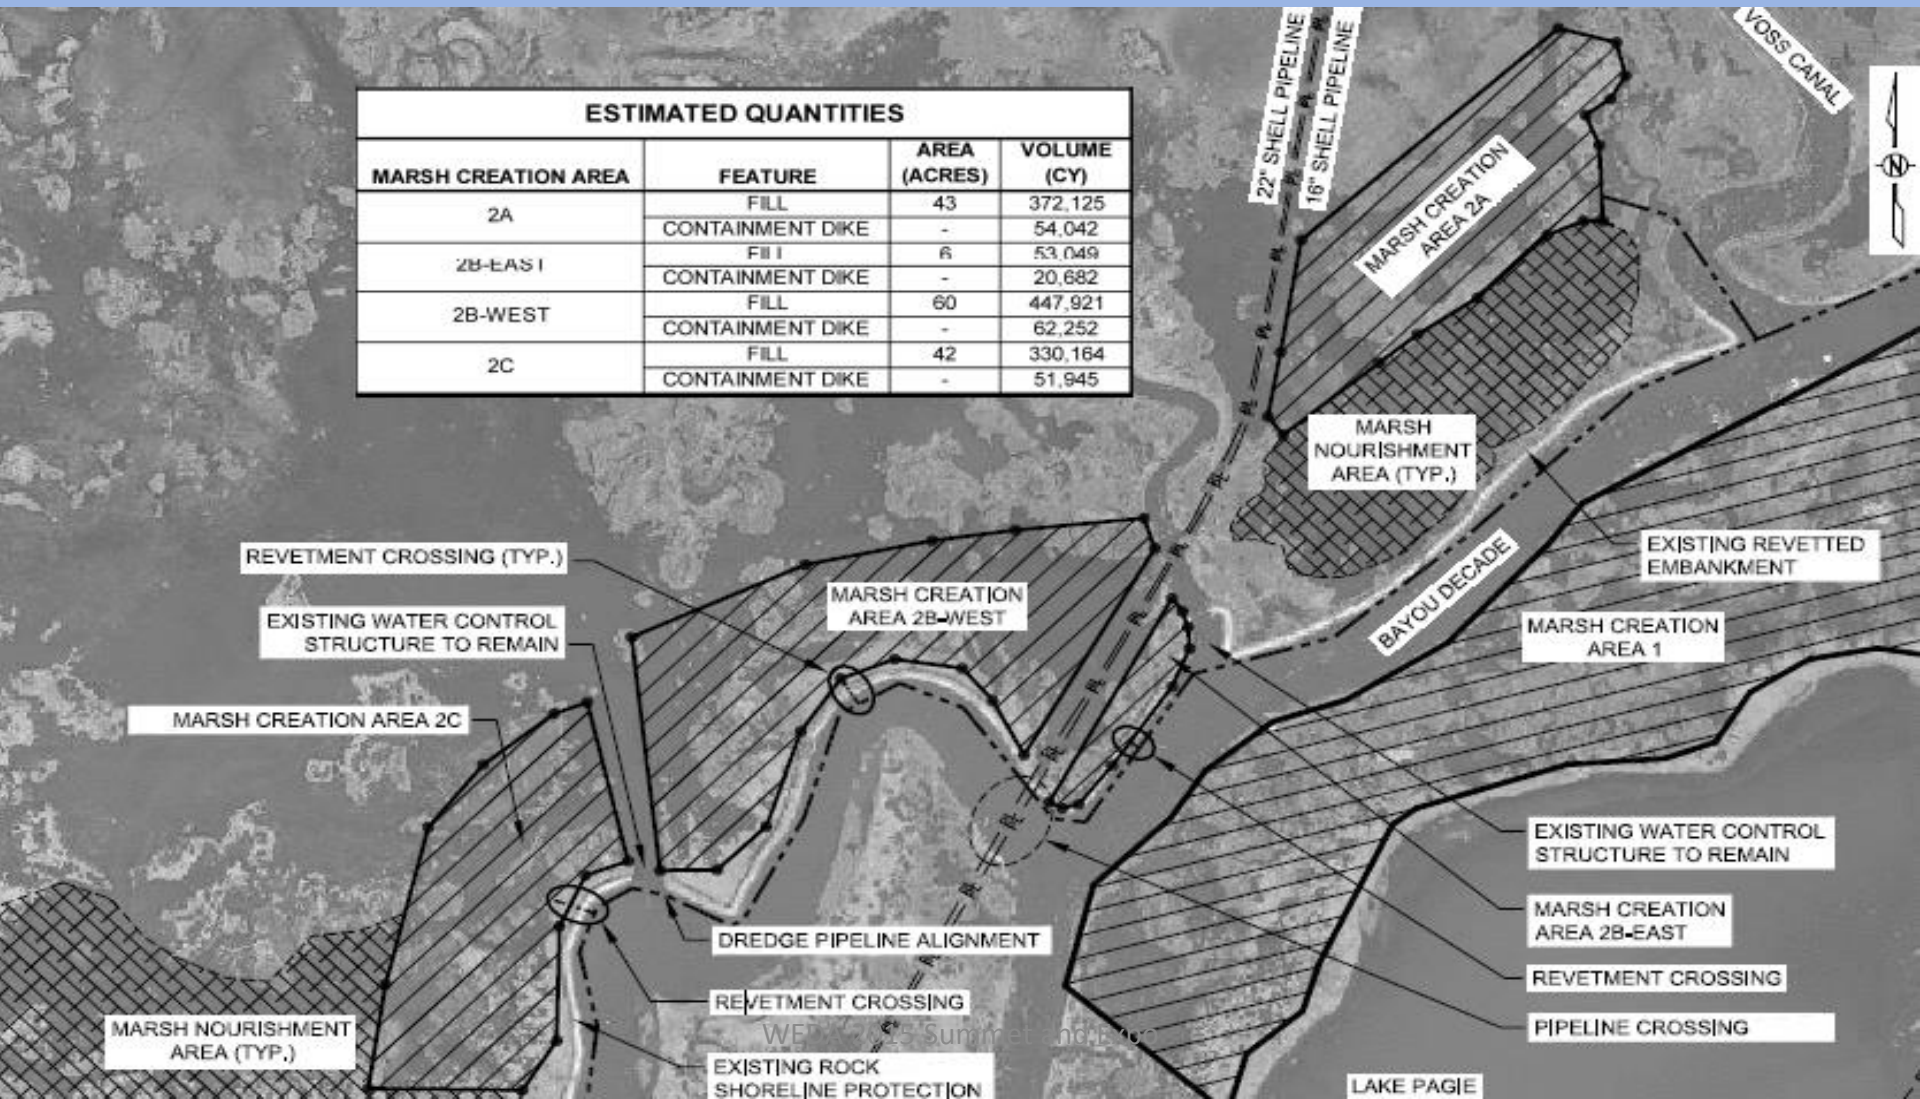 VOSS CANAL
22" SHELL PIPELINE
16" SHELL PIPELINE
N
ESTIMATED QUANTITIES
MARSH CREATION AREA FEATURE AREA (ACRES) VOLUME (CY)
2A FILL 43 372,125
CONTAINMENT DIKE - 54,042
2B-EAST FILL 6 53,049
CONTAINMENT DIKE - 20,682
2B-WEST FILL 60 447,921
CONTAINMENT DIKE - 62,252
2C FILL 42 330,164
CONTAINMENT DIKE - 51,945
MARSH CREATION
AREA 2A
MARSH
NOURISHMENT
AREA (TYP.)
EXISTING REVETTED
EMBANKMENT
BAYOU DECADE
REVETMENT CROSSING (TYP.)
MARSH CREATION
AREA 2B-WEST
EXISTING WATER CONTROL
STRUCTURE TO REMAIN
MARSH CREATION
AREA 1
MARSH CREATION AREA 2C
EXISTING WATER CONTROL
STRUCTURE TO REMAIN
MARSH CREATION
AREA 2B-EAST
DREDGE PIPELINE ALIGNMENT
REVETMENT CROSSING
REVETMENT CROSSING
MARSH NOURISHMENT
AREA (TYP.)
PIPELINE CROSSING
Summet and Expo
EXISTING ROCK
SHORELINE PROTECTION
LAKE PAGIE